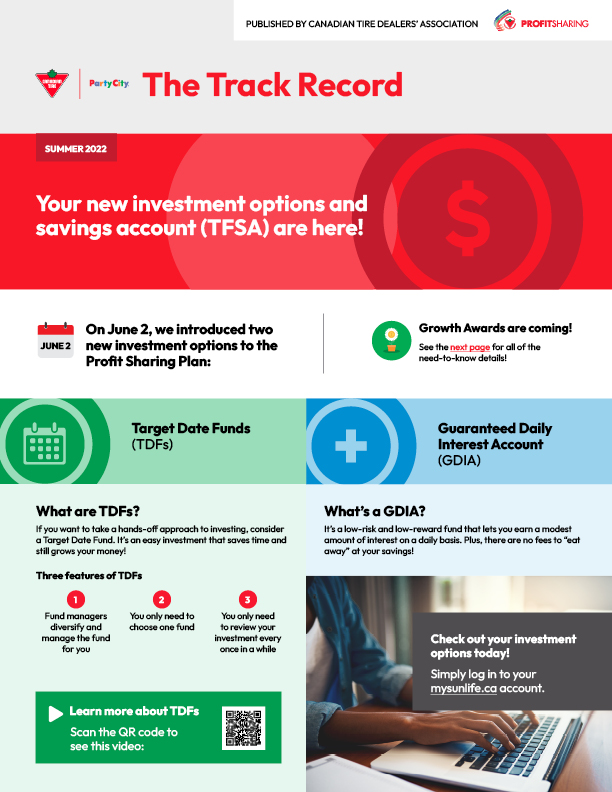 PUBLISHED BY CANADIAN TIRE DEALERS' ASSOCIATION
PROFITSHARING
CANADIAN
TIRE
PartyCity.
The Track Record
SUMMER 2022
Your new investment options and
savings account (TFSA) are here!
JUNE 2
On June 2, we introduced two
new investment options to the
Profit Sharing Plan:
Growth Awards are coming!
See the next page for all of the
need-to-know details!
Target Date Funds
(TDFs)
Guaranteed Daily
Interest Account
(GDIA)
What are TDFs?
If you want to take a hands-off approach to investing, consider
a Target Date Fund. It's an easy investment that saves time and
still grows your money!
Three features of TDFs
1
Fund managers
diversify and
manage the fund
for you
2
You only need to
choose one fund
3
You only need
to review your
investment every
once in a while
Learn more about TDFs
Scan the QR code to
see this video:
What's a GDIA?
It's a low-risk and low-reward fund that lets you earn a modest
amount of interest on a daily basis. Plus, there are no fees to "eat
away" at your savings!
Check out your investment
options today!
Simply log in to your
mysunlife.ca account.